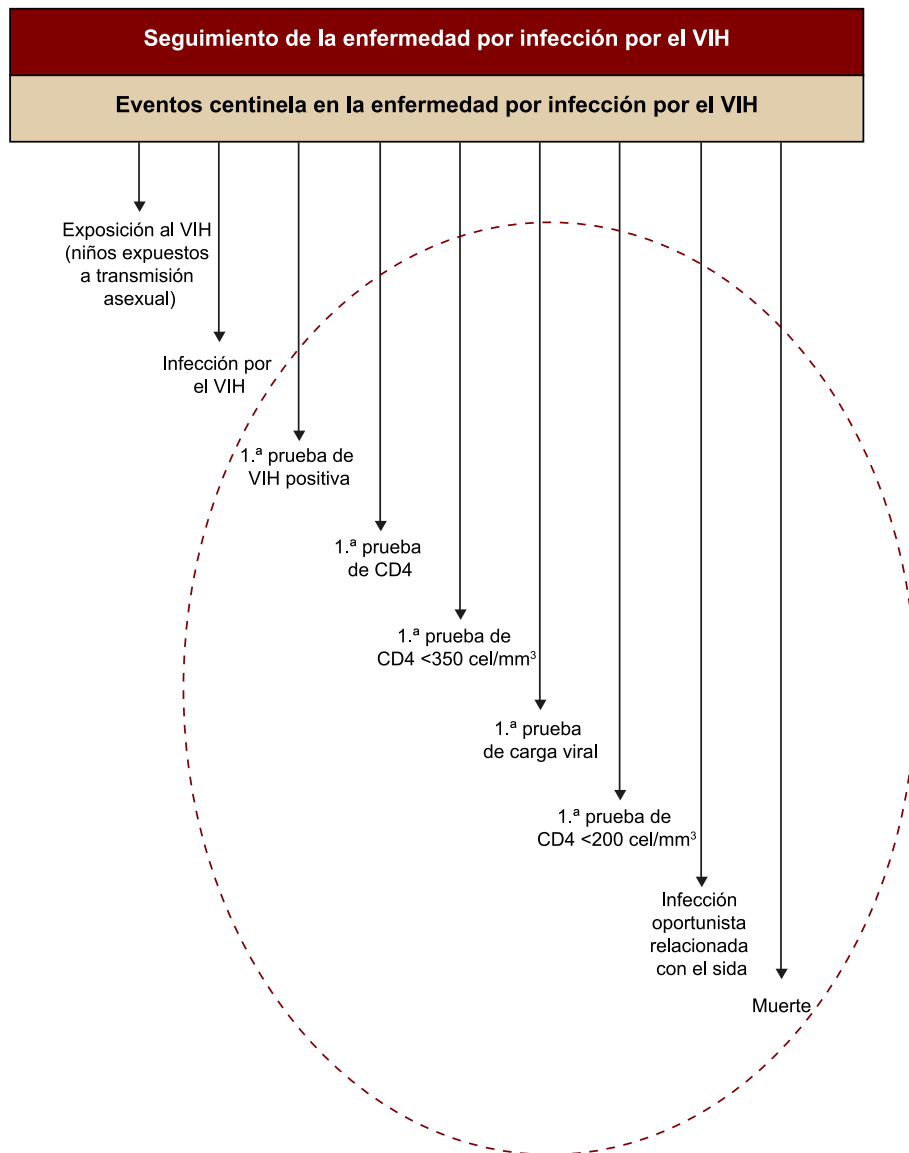 Seguimiento de la enfermedad por infección por el VIH
Eventos centinela en la enfermedad por infección por el VIH
Exposición al VIH
(niños expuestos
a transmisión
asexual)
Infección por
el VIH
1.ª prueba de
VIH positiva
1.ª prueba
de CD4
1.ª prueba de
CD4 <350 cel/mm³
1.ª prueba
de carga viral
1.ª prueba de
CD4 <200 cel/mm³
Infección
oportunista
relacionada
con el sida
Muerte